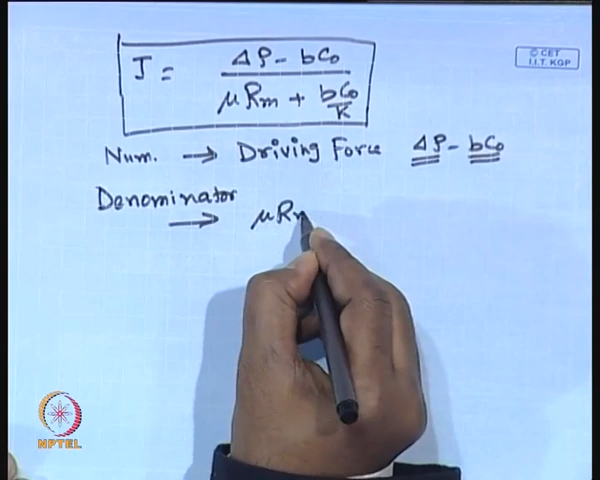 J = ΔP - bC₀ / μRm + bC₀/K
© CET
I.I.T. KGP
Num. → Driving Force ΔP - bC₀
Denominator
→ μRm
NPTEL